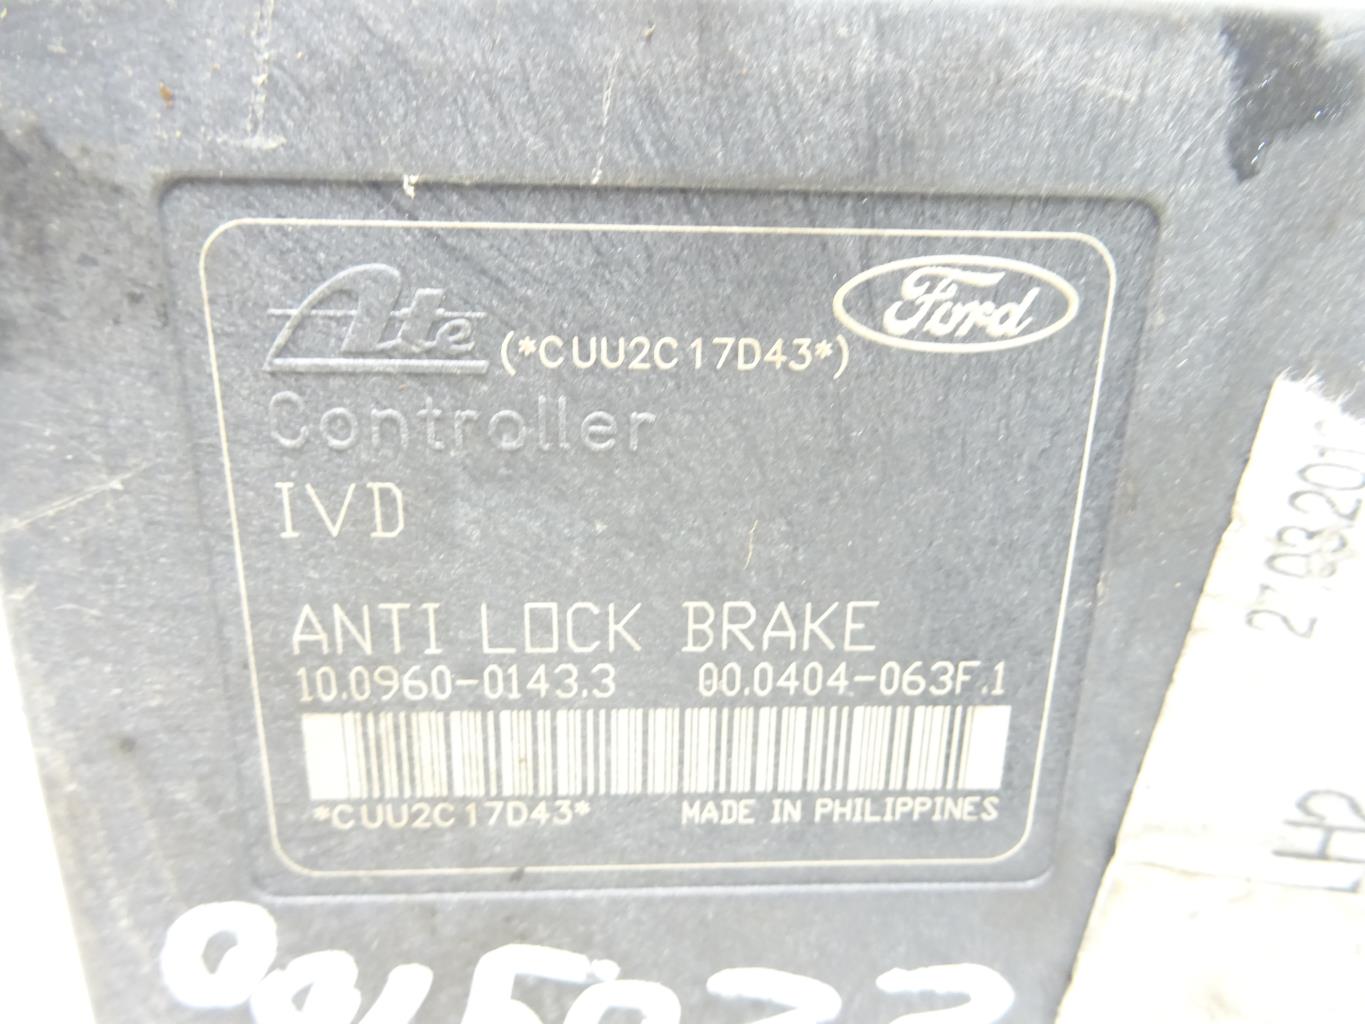 Ate (*CUU2C17D43*) Ford
Controller
IVD
ANTI LOCK BRAKE
10.0960-0143.3 00.0404-063F.1
*CUU2C17D43* MADE IN PHILIPPINES